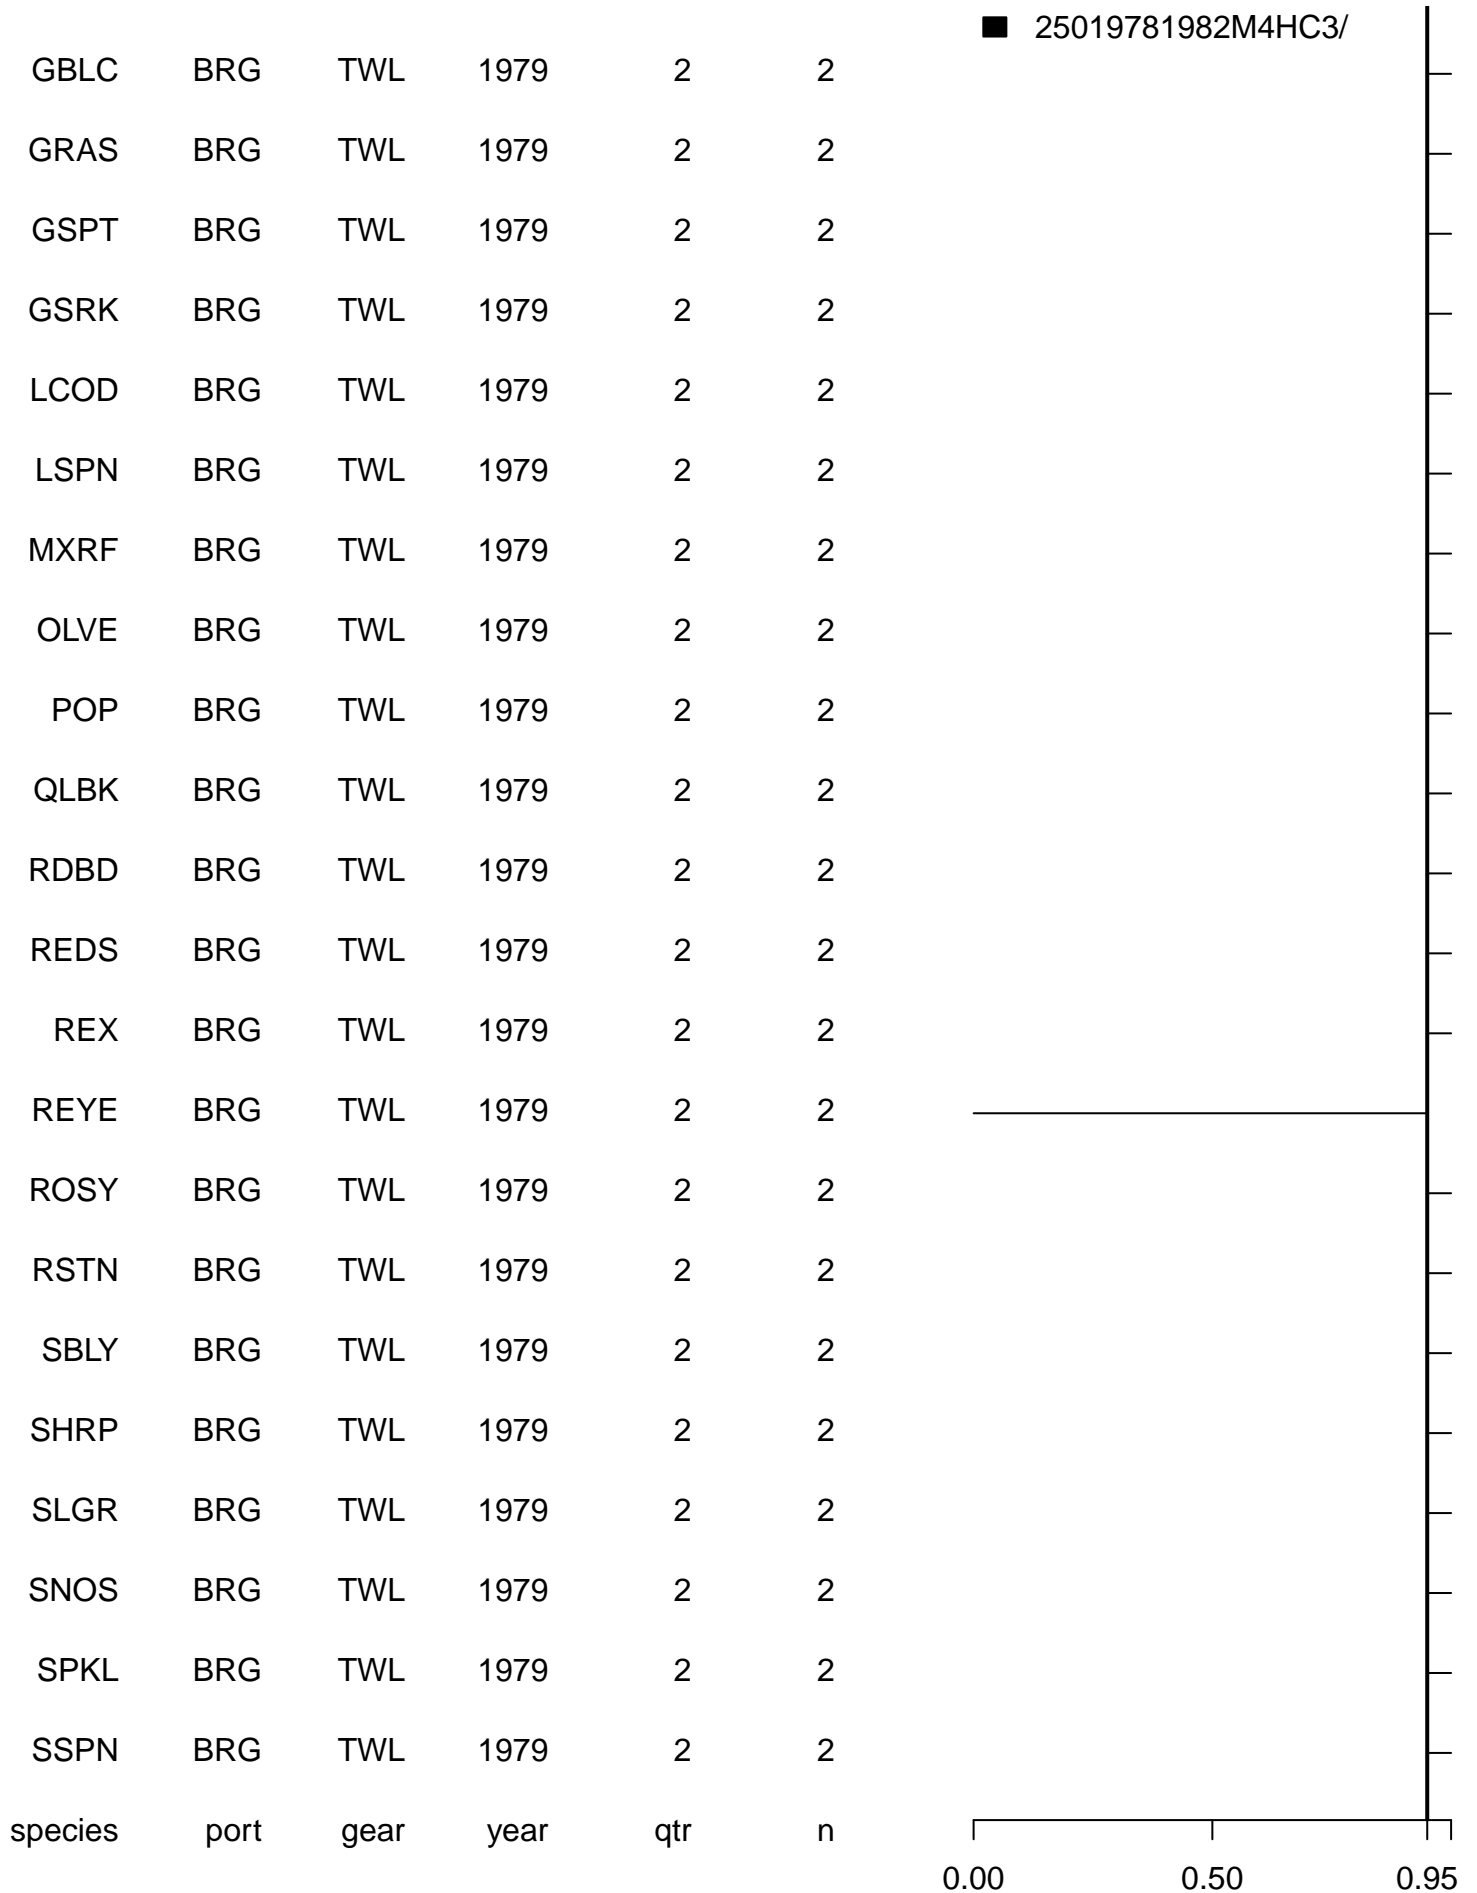 25019781982M4HC3/
GBLC BRG TWL 1979 2 2
GRAS BRG TWL 1979 2 2
GSPT BRG TWL 1979 2 2
GSRK BRG TWL 1979 2 2
LCOD BRG TWL 1979 2 2
LSPN BRG TWL 1979 2 2
MXRF BRG TWL 1979 2 2
OLVE BRG TWL 1979 2 2
POP BRG TWL 1979 2 2
QLBK BRG TWL 1979 2 2
RDBD BRG TWL 1979 2 2
REDS BRG TWL 1979 2 2
REX BRG TWL 1979 2 2
REYE BRG TWL 1979 2 2
ROSY BRG TWL 1979 2 2
RSTN BRG TWL 1979 2 2
SBLY BRG TWL 1979 2 2
SHRP BRG TWL 1979 2 2
SLGR BRG TWL 1979 2 2
SNOS BRG TWL 1979 2 2
SPKL BRG TWL 1979 2 2
SSPN BRG TWL 1979 2 2
species port gear year qtr n
0.00 0.50 0.95